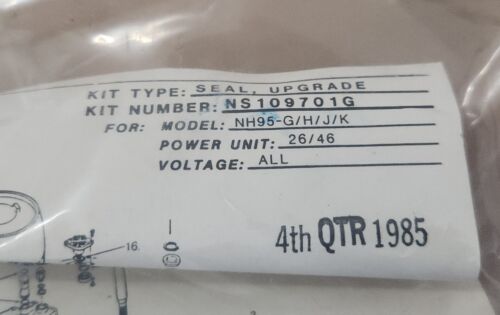 KIT TYPE: SEAL, UPGRADE
KIT NUMBER: NS109701G
FOR: MODEL: NH95-G/H/J/K
POWER UNIT: 26/46
VOLTAGE: ALL
4th QTR 1985
16.